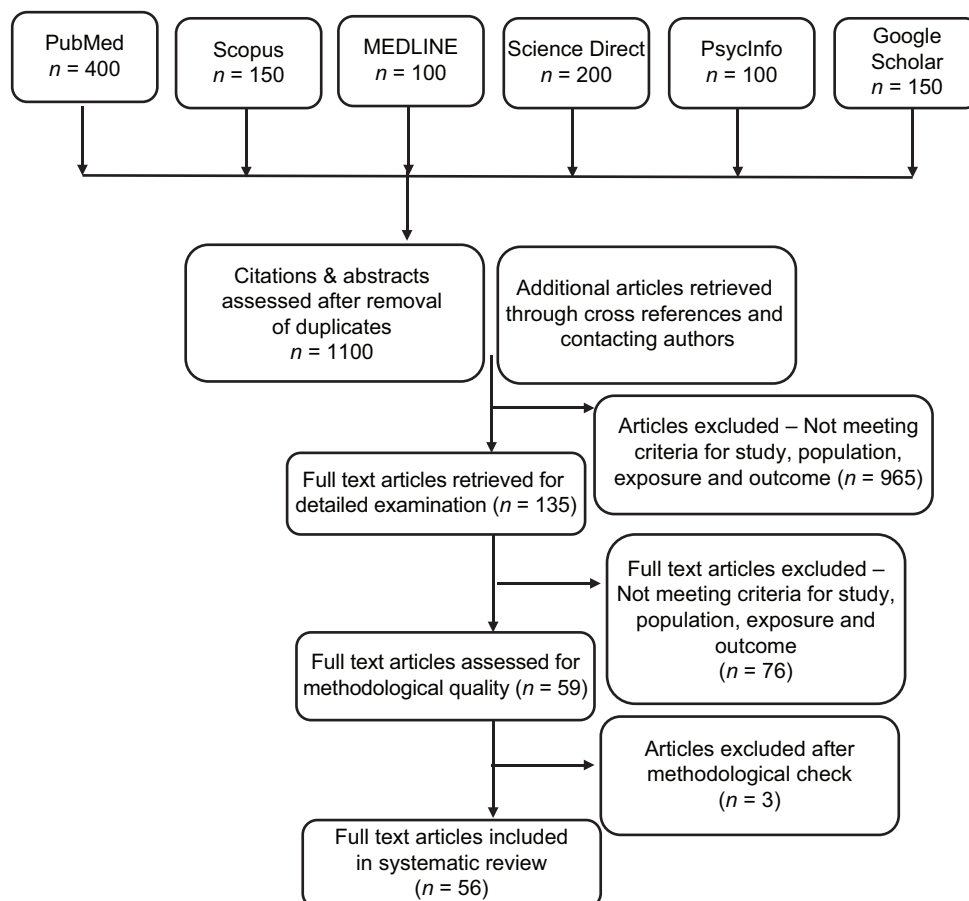 PubMed
n = 400
Scopus
n = 150
MEDLINE
n = 100
Science Direct
n = 200
PsycInfo
n = 100
Google
Scholar
n = 150
Citations & abstracts
assessed after removal
of duplicates
n = 1100
Additional articles retrieved
through cross references and
contacting authors
Articles excluded – Not meeting
criteria for study, population,
exposure and outcome (n = 965)
Full text articles retrieved for
detailed examination (n = 135)
Full text articles excluded –
Not meeting criteria for study,
population, exposure and
outcome
(n = 76)
Full text articles assessed for
methodological quality (n = 59)
Articles excluded after
methodological check
(n = 3)
Full text articles included
in systematic review
(n = 56)